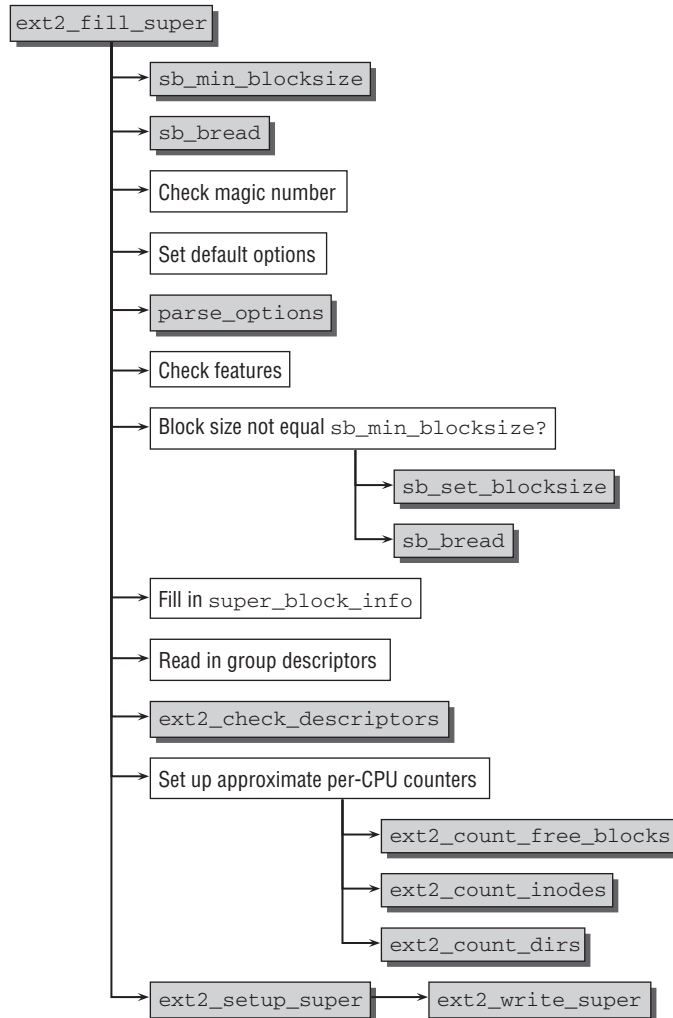 ext2_fill_super
sb_min_blocksize
sb_bread
Check magic number
Set default options
parse_options
Check features
Block size not equal sb_min_blocksize?
sb_set_blocksize
sb_bread
Fill in super_block_info
Read in group descriptors
ext2_check_descriptors
Set up approximate per-CPU counters
ext2_count_free_blocks
ext2_count_inodes
ext2_count_dirs
ext2_setup_super ext2_write_super